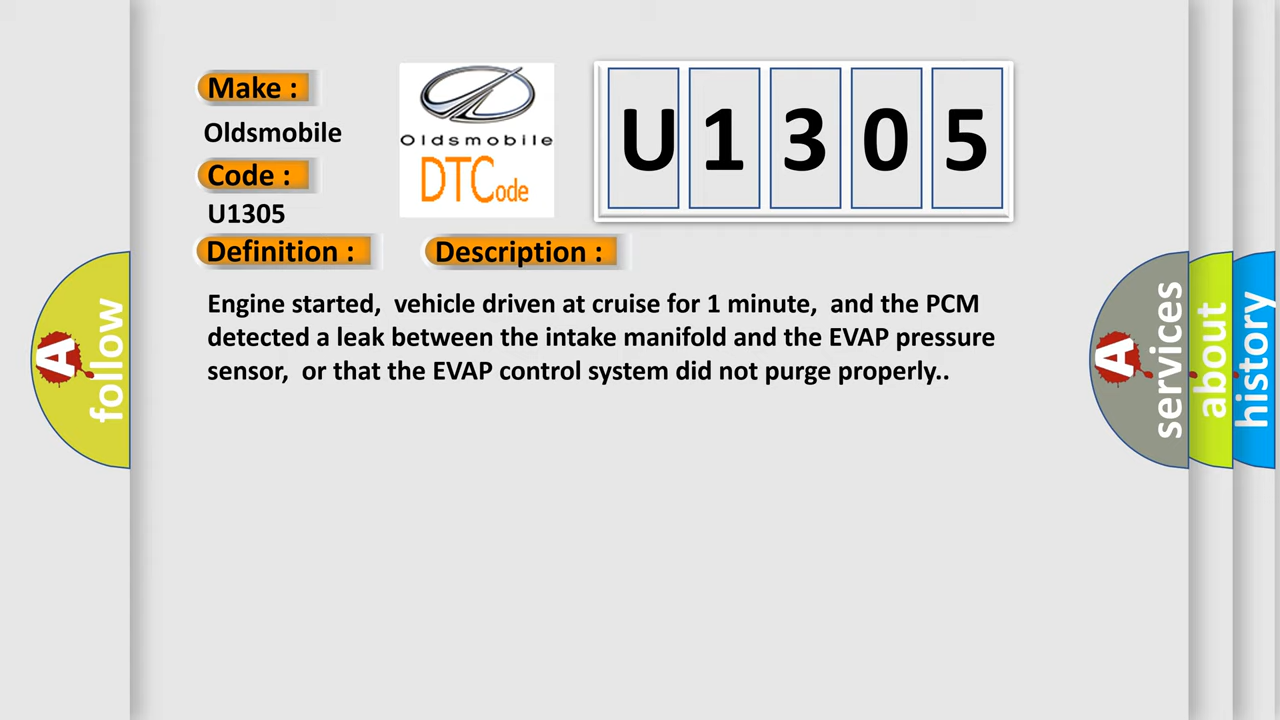 Make :
Oldsmobile
Code :
U1305
Definition :
Description :
Oldsmobile
DTCode
U 1 3 0 5
Engine started, vehicle driven at cruise for 1 minute, and the PCM
detected a leak between the intake manifold and the EVAP pressure
sensor, or that the EVAP control system did not purge properly..
A
follow
A
services
about
history